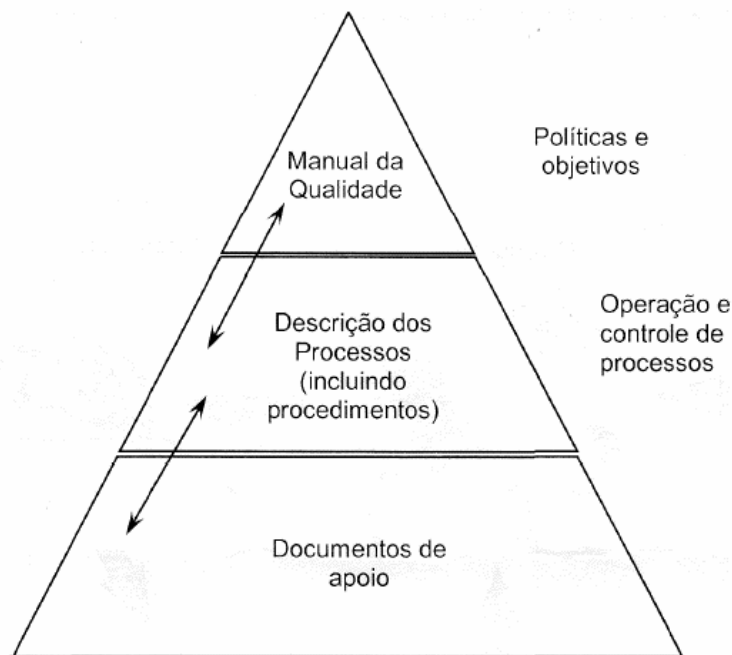 Manual da
Qualidade
Políticas e
objetivos
Descrição dos
Processos
(incluindo
procedimentos)
Operação e
controle de
processos
Documentos de
apoio